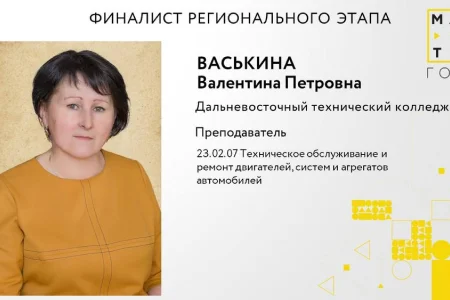 ФИНАЛИСТ РЕГИОНАЛЬНОГО ЭТАПА
ВАСЬКИНА
Валентина Петровна
Дальневосточный технический колледж
Преподаватель
23.02.07 Техническое обслуживание и
ремонт двигателей, систем и агрегатов
автомобилей